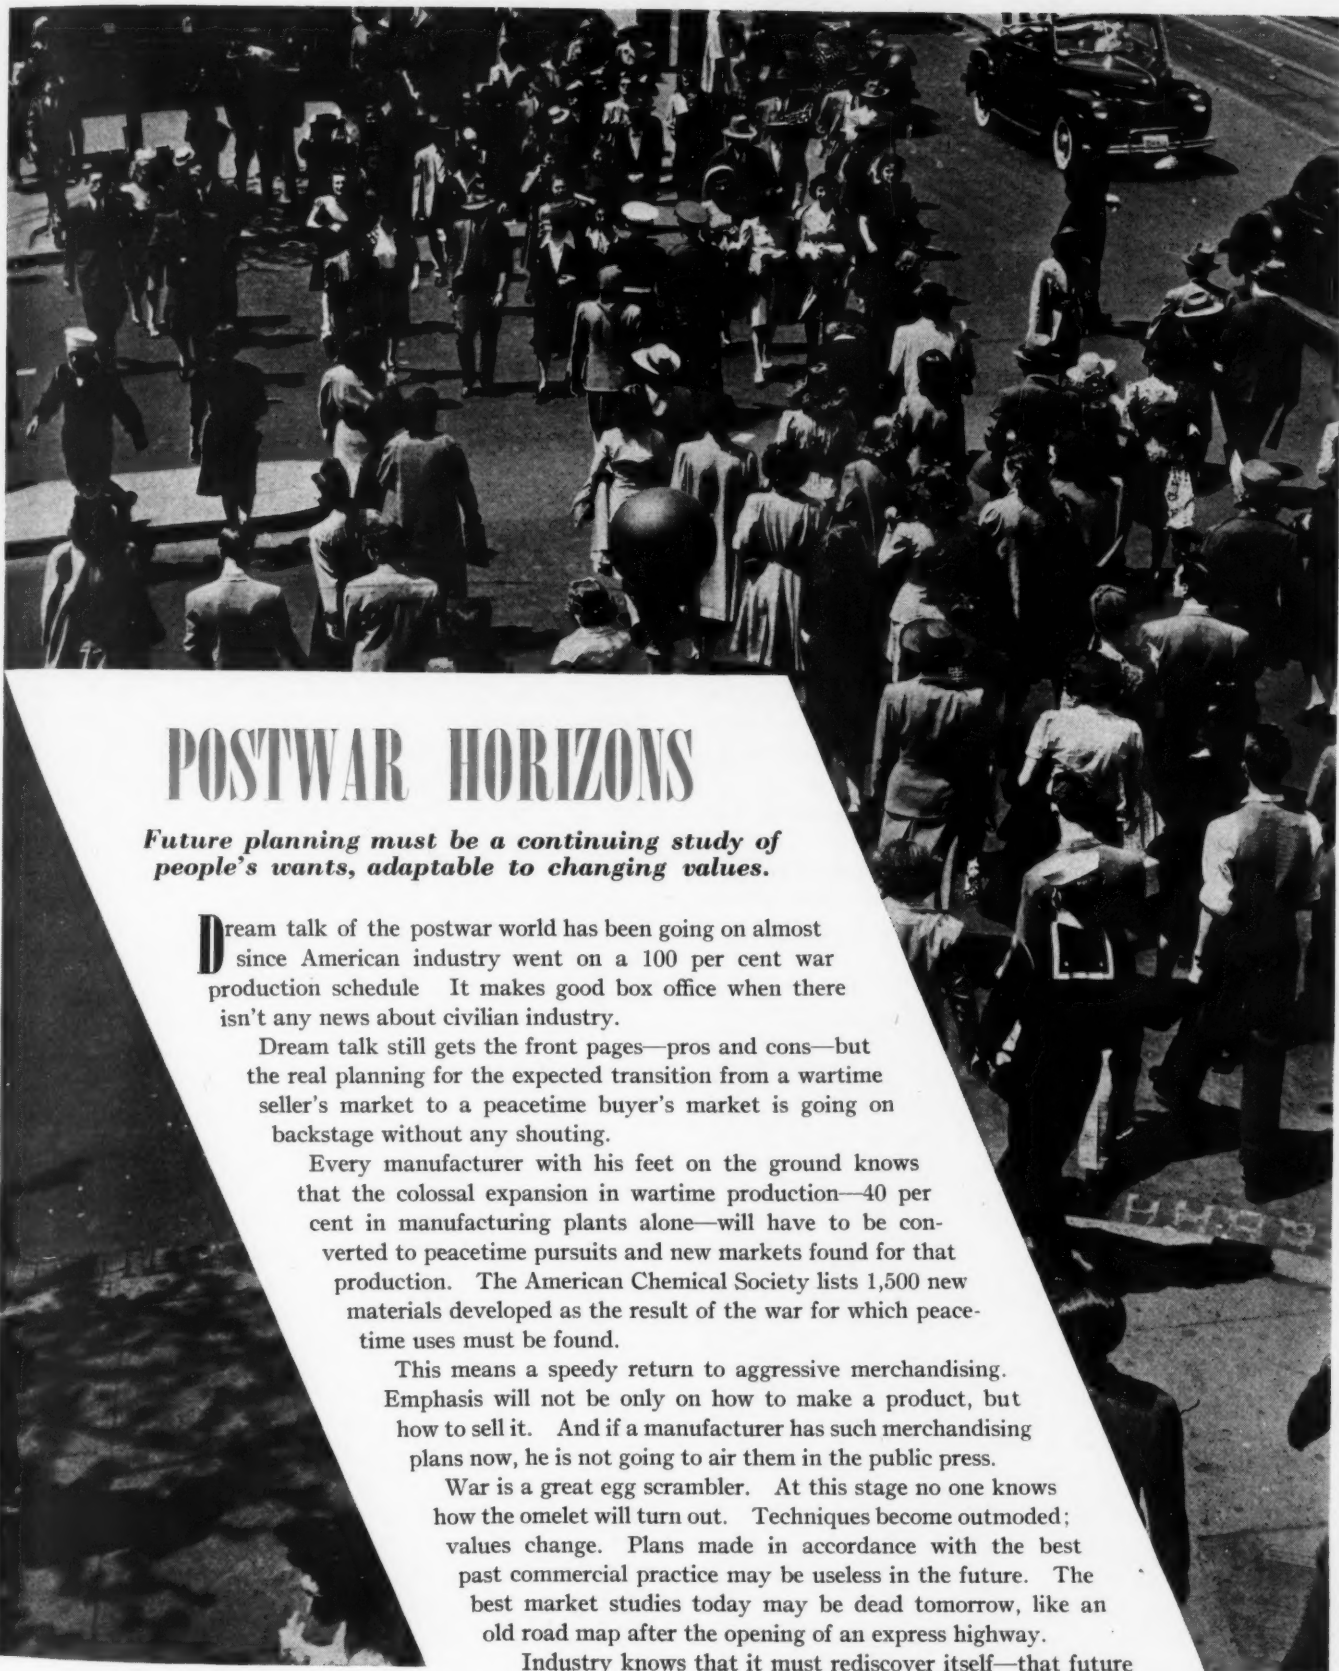 POSTWAR HORIZONS
Future planning must be a continuing study of
people's wants, adaptable to changing values.
Dream talk of the postwar world has been going on almost
since American industry went on a 100 per cent war
production schedule It makes good box office when there
isn't any news about civilian industry.
Dream talk still gets the front pages—pros and cons—but
the real planning for the expected transition from a wartime
seller's market to a peacetime buyer's market is going on
backstage without any shouting.
Every manufacturer with his feet on the ground knows
that the colossal expansion in wartime production—40 per
cent in manufacturing plants alone—will have to be con-
verted to peacetime pursuits and new markets found for that
production. The American Chemical Society lists 1,500 new
materials developed as the result of the war for which peace-
time uses must be found.
This means a speedy return to aggressive merchandising.
Emphasis will not be only on how to make a product, but
how to sell it. And if a manufacturer has such merchandising
plans now, he is not going to air them in the public press.
War is a great egg scrambler. At this stage no one knows
how the omelet will turn out. Techniques become outmoded;
values change. Plans made in accordance with the best
past commercial practice may be useless in the future. The
best market studies today may be dead tomorrow, like an
old road map after the opening of an express highway.
Industry knows that it must rediscover itself—that future